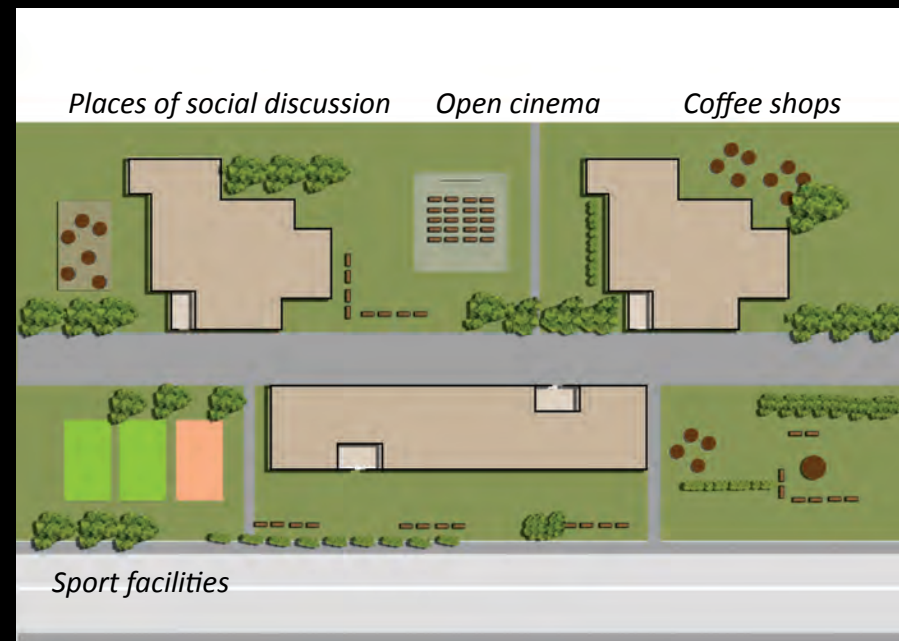 Places of social discussion
Open cinema
Coffee shops
Sport facilities